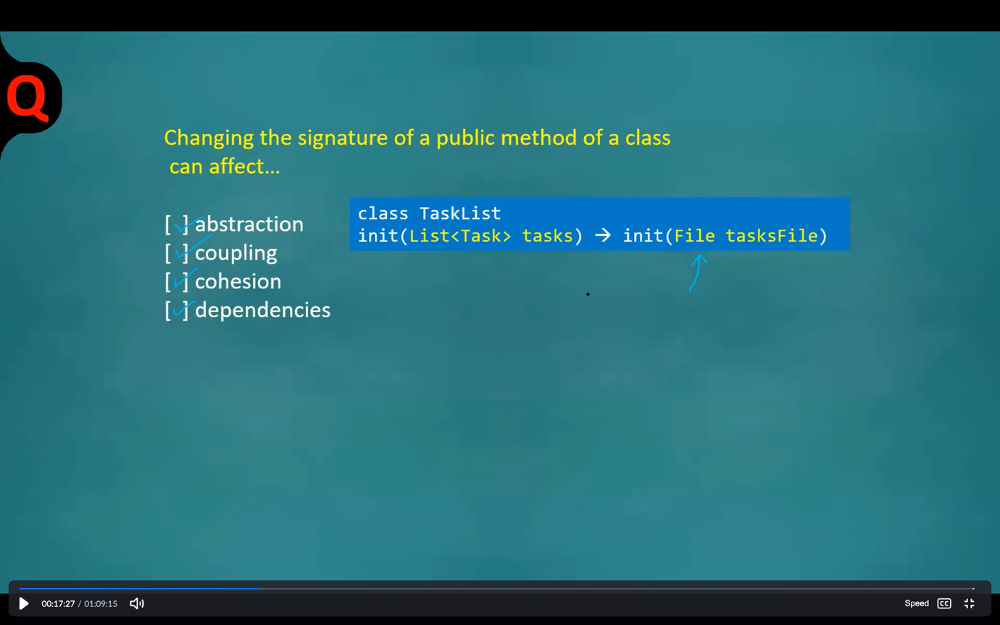 Q
Changing the signature of a public method of a class
can affect...
[ ] abstraction
[ ] coupling
[ ] cohesion
[ ] dependencies
class TaskList
init(List<Task> tasks) → init(File tasksFile)
00:17:27 / 01:09:15
Speed
CC